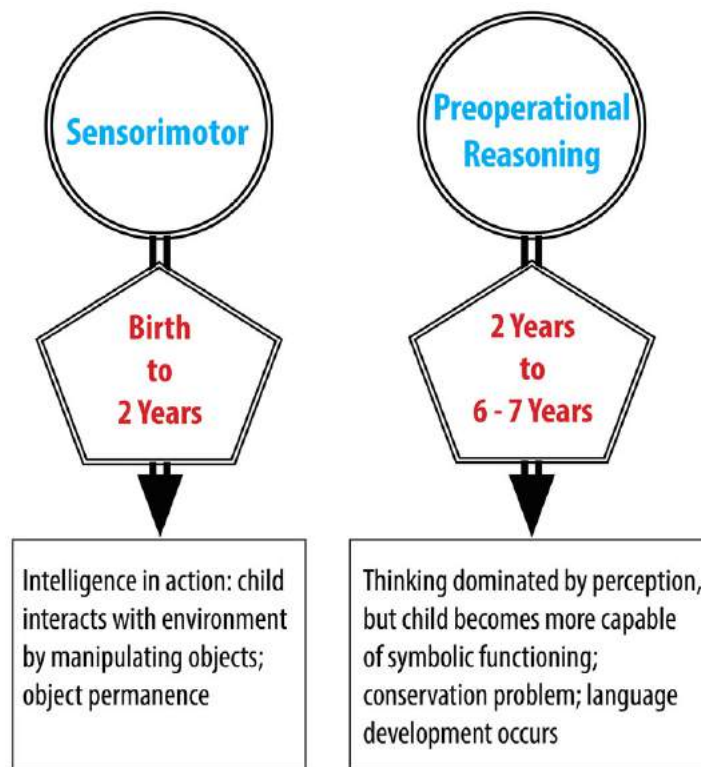 Sensorimotor
Birth
to
2 Years
Intelligence in action: child
interacts with environment
by manipulating objects;
object permanence
Preoperational
Reasoning
2 Years
to
6 - 7 Years
Thinking dominated by perception,
but child becomes more capable
of symbolic functioning;
conservation problem; language
development occurs